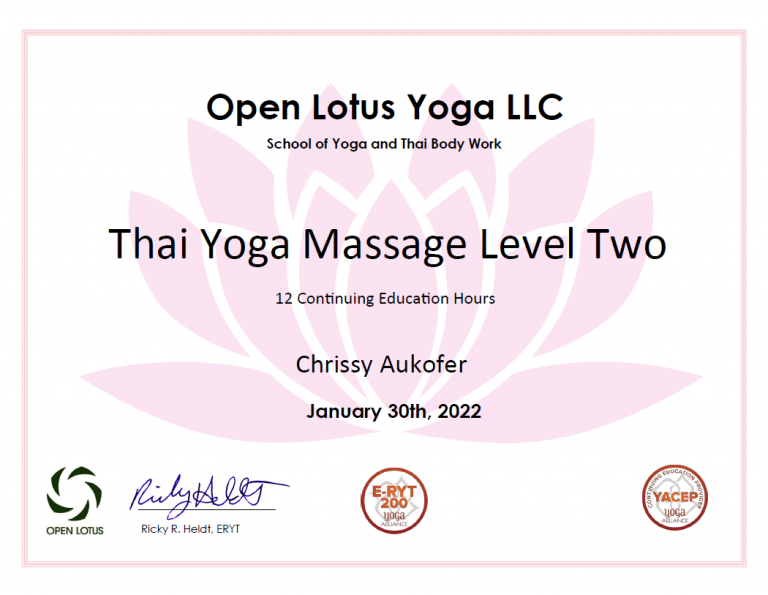 Open Lotus Yoga LLC
School of Yoga and Thai Body Work
Thai Yoga Massage Level Two
12 Continuing Education Hours
Chrissy Aukofer
January 30th, 2022
OPEN LOTUS
Ricky Heldt
Ricky R. Heldt, ERYT
E-RYT
200
yoga
ALLIANCE
CONTINUING EDUCATION PROVIDER
YACEP
yoga
ALLIANCE